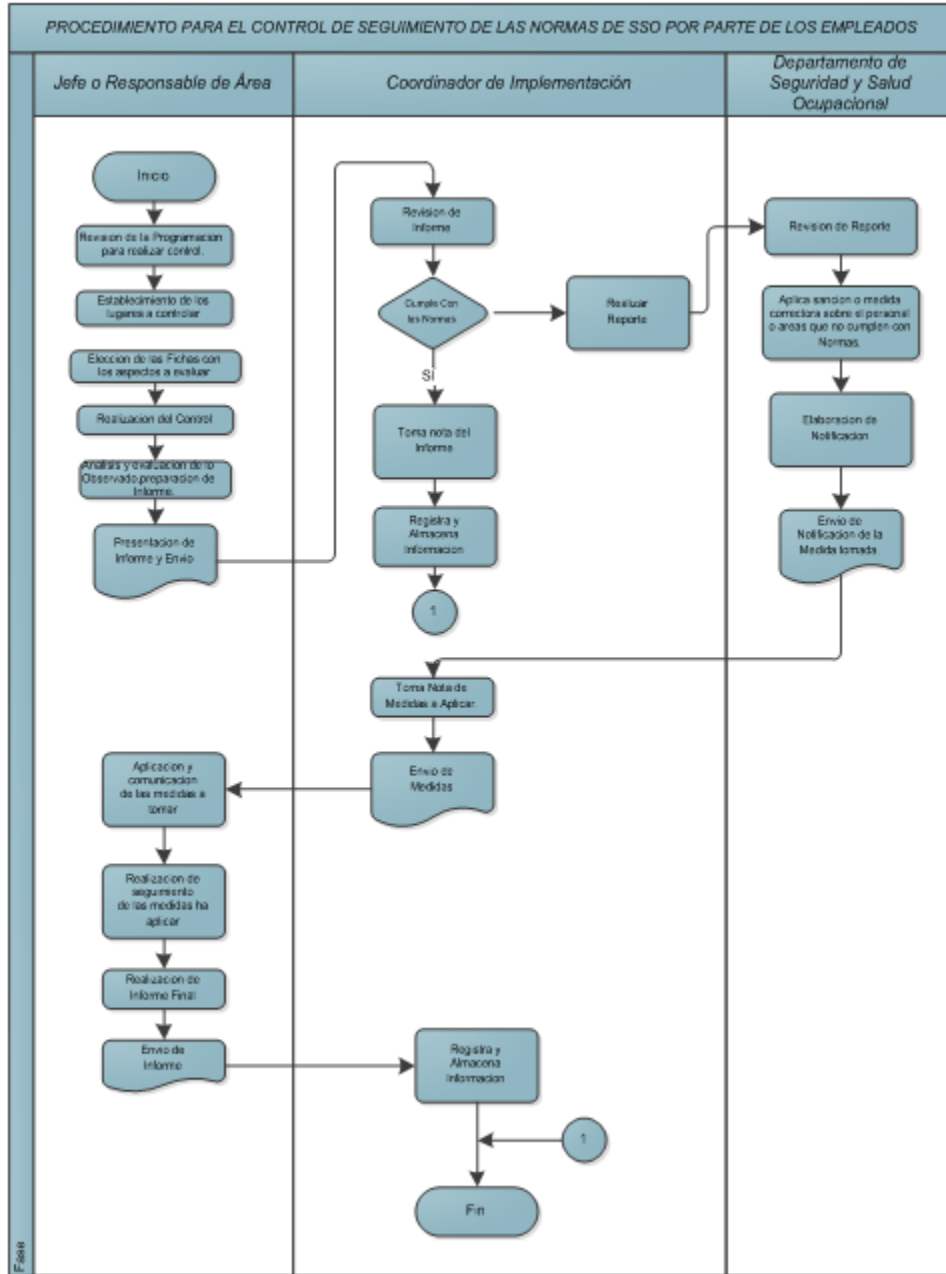 PROCEDIMIENTO PARA EL CONTROL DE SEGUIMIENTO DE LAS NORMAS DE SSO POR PARTE DE LOS EMPLEADOS
Jefe o Responsable de Área
Coordinador de Implementación
Departamento de
Seguridad y Salud
Ocupacional
Inicio
Revision de la Programacion
para realizar control.
Establecimiento de los
lugares a controlar
Eleccion de las Fichas con
los aspectos a evaluar
Realizacion del Control
Analisis y evaluacion de lo
Observado,preparacion de
Informe.
Presentacion de
Informe y Envio
Revision de
Informe
Cumple Con
las Normas
SI
Realizar
Reporte
Toma nota del
Informe
Registra y
Almacena
Informacion
1
Revision de Reporte
Aplica sancion o medida
correctora sobre el personal
o areas que no cumplen con
Normas.
Elaboracion de
Notificacion
Envio de
Notificacion de la
Medida tomada
Toma Nota de
Medidas a Aplicar.
Envio de
Medidas
Aplicacion y
comunicacion
de las medidas a
tomar
Realizacion de
seguimiento
de las medidas ha
aplicar
Realizacion de
Informe Final
Envio de
Informe
Registra y
Almacena
Informacion
1
Fin
Fase